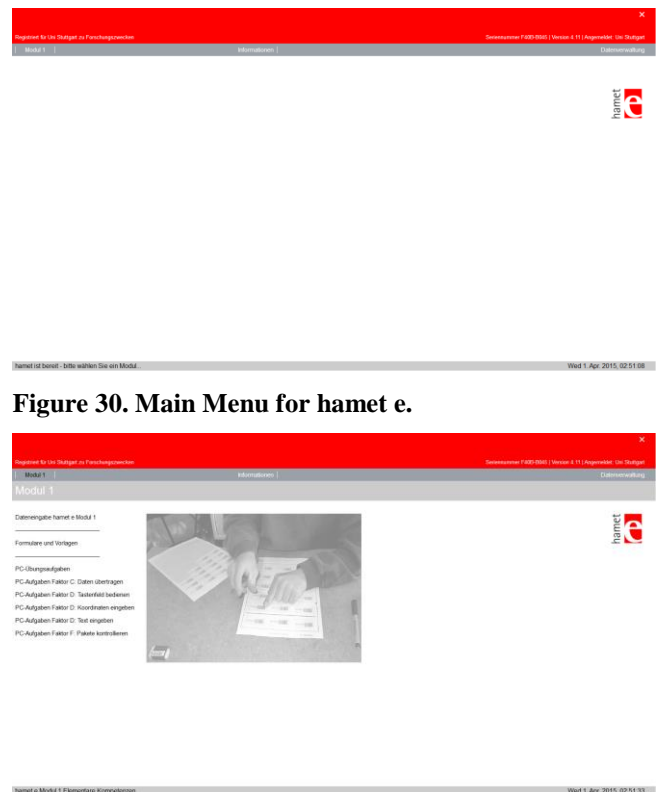 ×
Registriert für Uni Stuttgart zu Forschungszwecken
Seriennummer F400-B845 | Version 4.11 | Angemeldet: Uni Stuttgart
| Modul 1 | Informationen | Datenverwaltung
hamet e
hamet ist bereit - bitte wählen Sie ein Modul...
Wed 1. Apr. 2015, 02:51:08
Figure 30. Main Menu for hamet e.
×
Registriert für Uni Stuttgart zu Forschungszwecken
Seriennummer F400-B845 | Version 4.11 | Angemeldet: Uni Stuttgart
| Modul 1 | Informationen | Datenverwaltung
Modul 1
Dateneingabe hamet e Modul 1
hamet e
Formulare und Vorlagen
PC-Übungsaufgaben
PC-Aufgaben Faktor C: Daten übertragen
PC-Aufgaben Faktor D: Tastenfeld bedienen
PC-Aufgaben Faktor D: Koordinaten eingeben
PC-Aufgaben Faktor D: Text eingeben
PC-Aufgaben Faktor F: Pakete kontrollieren
hamet e Modul 1 Elementare Kompetenzen
Wed 1. Apr. 2015, 02:51:33